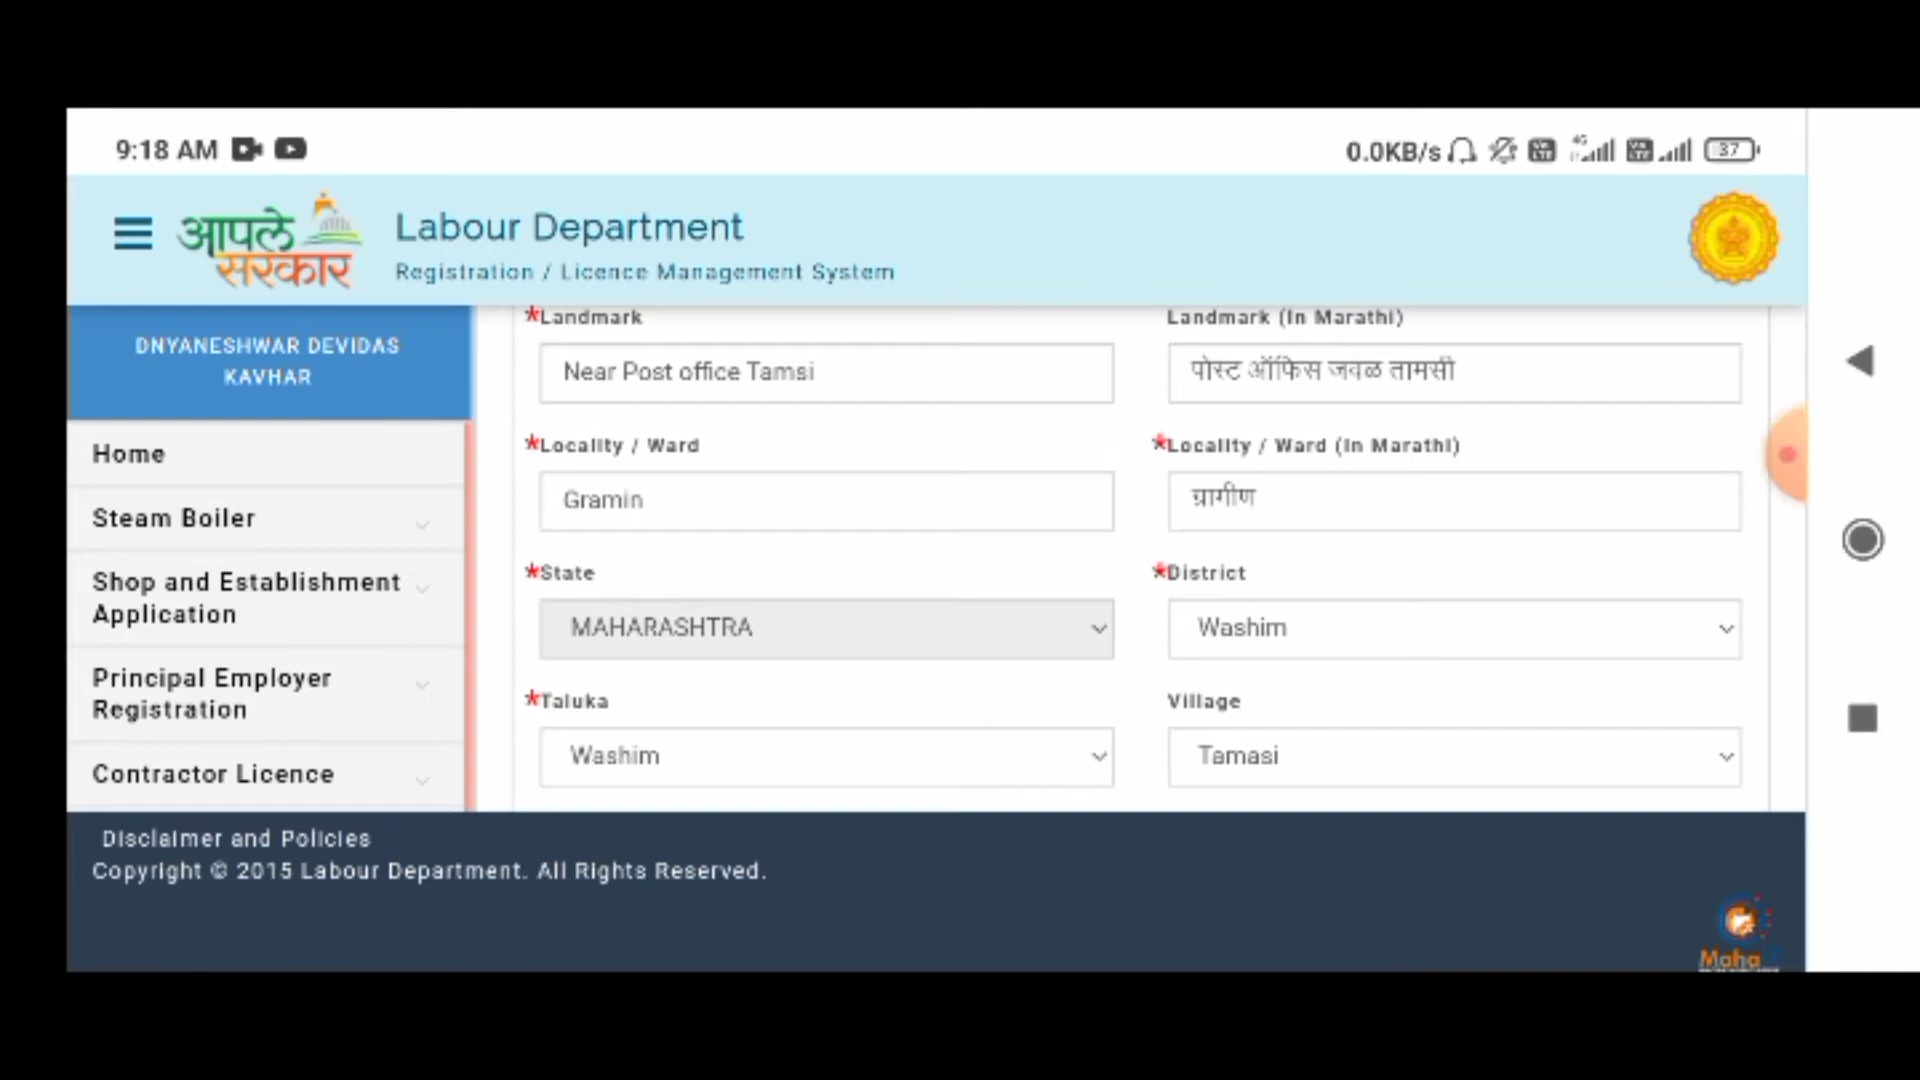 9:18 AM
0.0KB/s 4G 37
आपले सरकार
Labour Department
Registration / Licence Management System
DNYANESHWAR DEVIDAS KAVHAR
Home
Steam Boiler
Shop and Establishment Application
Principal Employer Registration
Contractor Licence
*Landmark
Near Post office Tamsi
Landmark (In Marathi)
पोस्ट ऑफिस जवळ तामसी
*Locality / Ward
Gramin
*Locality / Ward (In Marathi)
ग्रागीण
*State
MAHARASHTRA
*District
Washim
*Taluka
Washim
Village
Tamasi
Disclaimer and Policies
Copyright © 2015 Labour Department. All Rights Reserved.
Maha